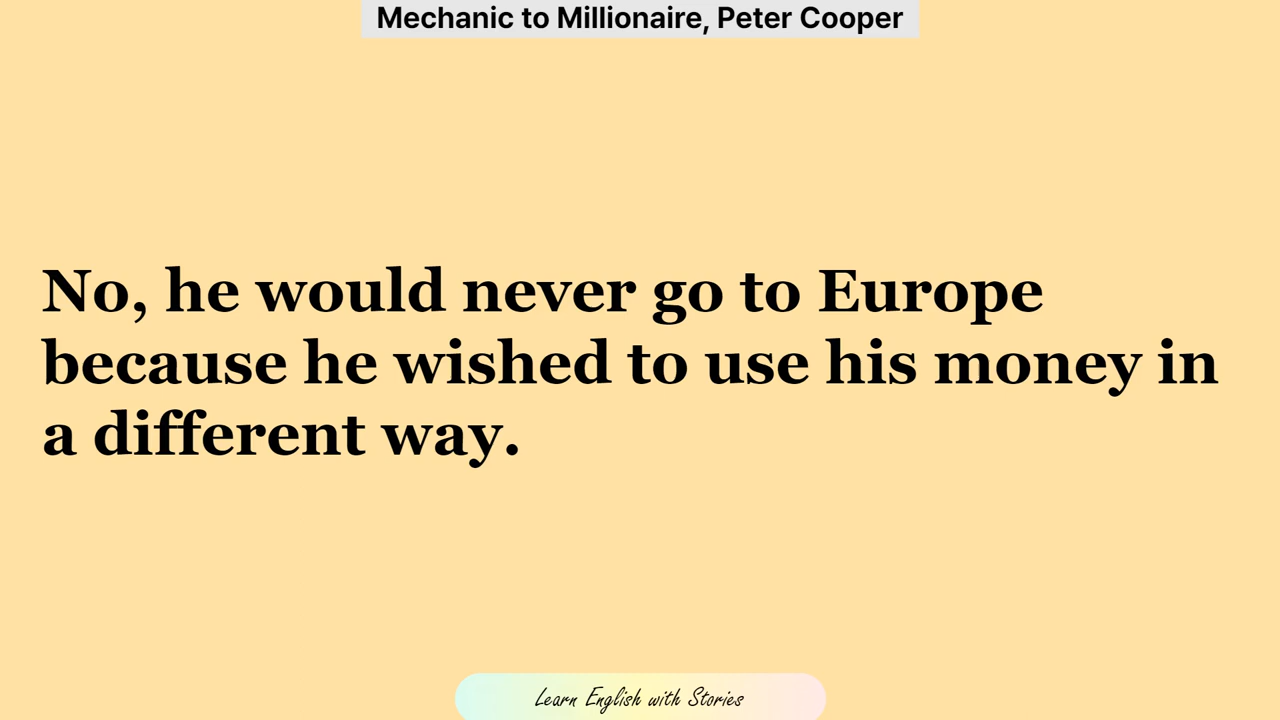 Mechanic to Millionaire, Peter Cooper
No, he would never go to Europe
because he wished to use his money in
a different way.
Learn English with Stories